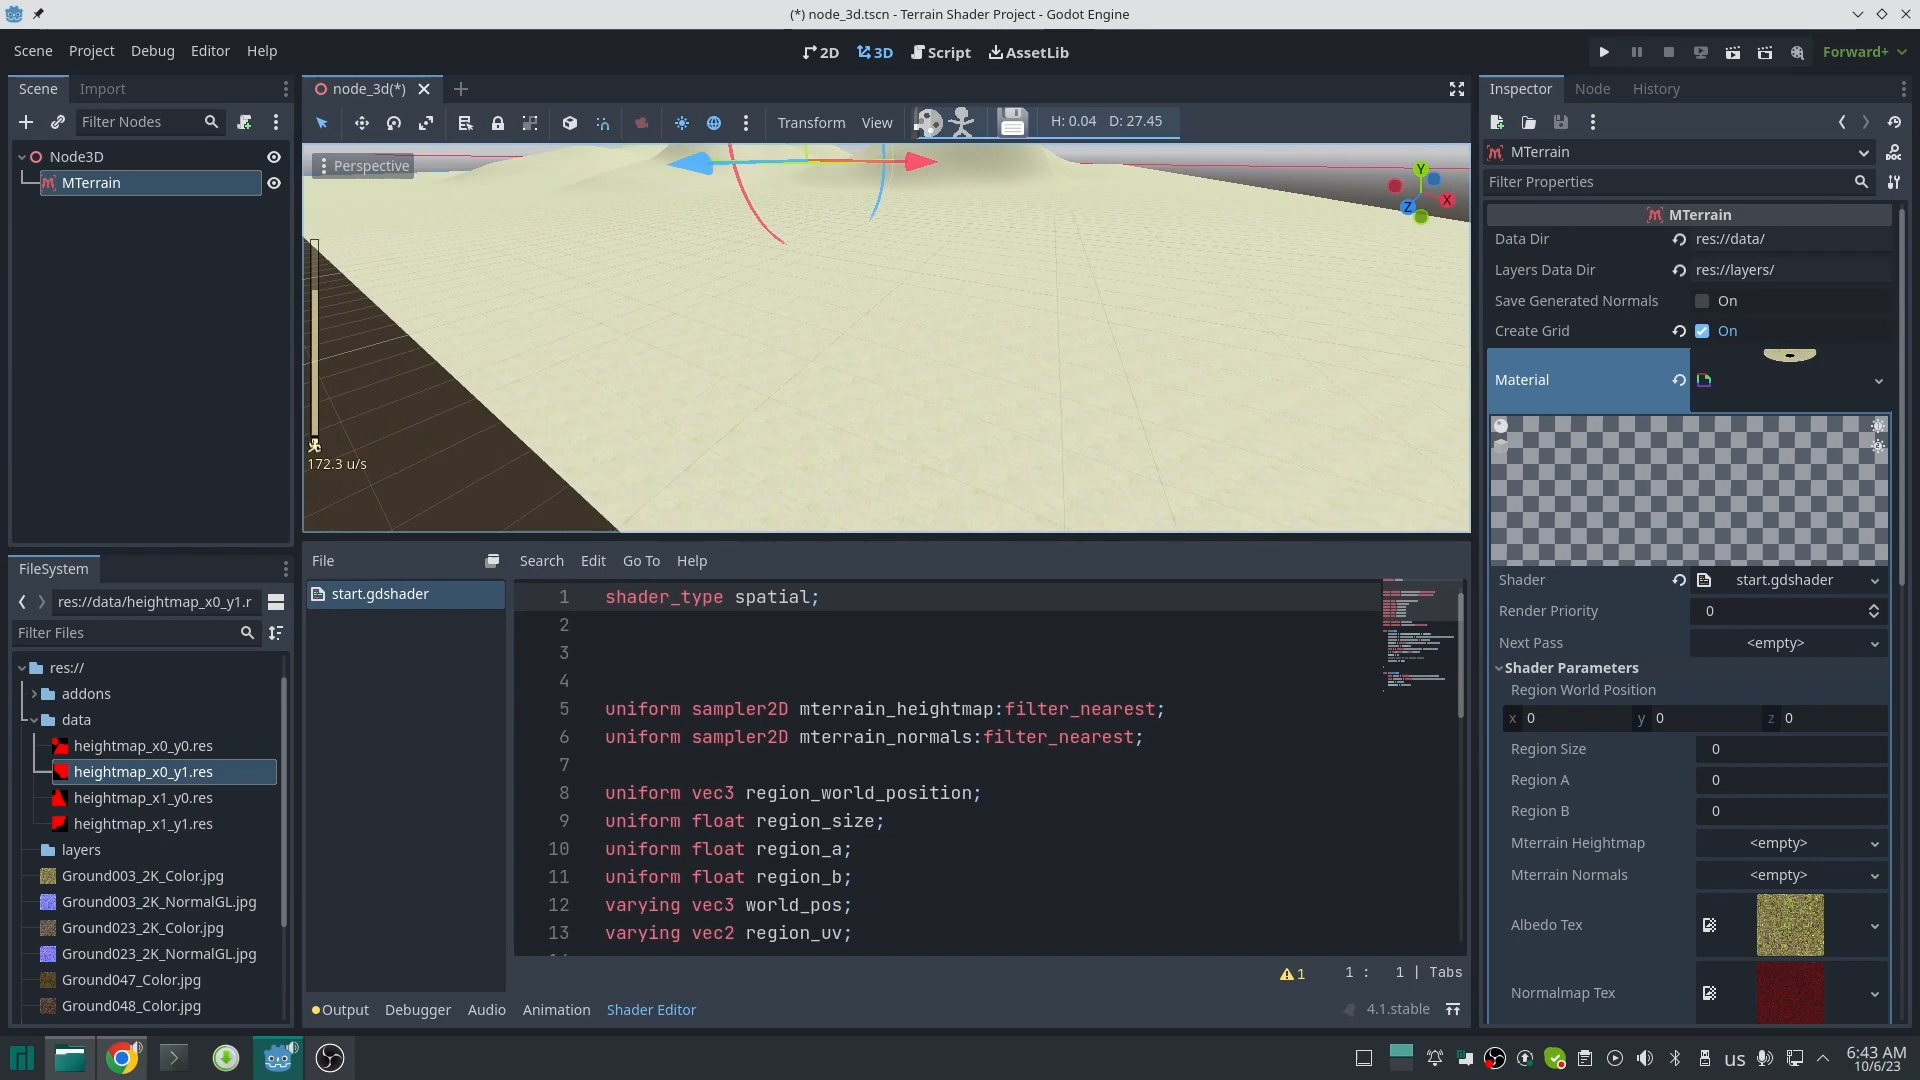 (*) node_3d.tscn - Terrain Shader Project - Godot Engine
Scene Project Debug Editor Help
2D 3D Script AssetLib
Forward+
Scene Import
node_3d(*)
Inspector Node History
Filter Nodes
Transform View
H: 0.04 D: 27.45
Node3D
MTerrain
Perspective
Y
X
Z
172.3 u/s
MTerrain
Filter Properties
MTerrain
Data Dir res://data/
Layers Data Dir res://layers/
Save Generated Normals On
Create Grid On
Material
Shader start.gdshader
Render Priority 0
Next Pass <empty>
Shader Parameters
Region World Position
x 0 y 0 z 0
Region Size 0
Region A 0
Region B 0
Mterrain Heightmap <empty>
Mterrain Normals <empty>
Albedo Tex
Normalmap Tex
FileSystem
res://data/heightmap_x0_y1.r
Filter Files
res://
addons
data
heightmap_x0_y0.res
heightmap_x0_y1.res
heightmap_x1_y0.res
heightmap_x1_y1.res
layers
Ground003_2K_Color.jpg
Ground003_2K_NormalGL.jpg
Ground023_2K_Color.jpg
Ground023_2K_NormalGL.jpg
Ground047_Color.jpg
Ground048_Color.jpg
File Search Edit Go To Help
start.gdshader
1 shader_type spatial;
2
3
4
5 uniform sampler2D mterrain_heightmap:filter_nearest;
6 uniform sampler2D mterrain_normals:filter_nearest;
7
8 uniform vec3 region_world_position;
9 uniform float region_size;
10 uniform float region_a;
11 uniform float region_b;
12 varying vec3 world_pos;
13 varying vec2 region_uv;
1 1 : 1 | Tabs
Output Debugger Audio Animation Shader Editor
4.1.stable
us
6:43 AM
10/6/23